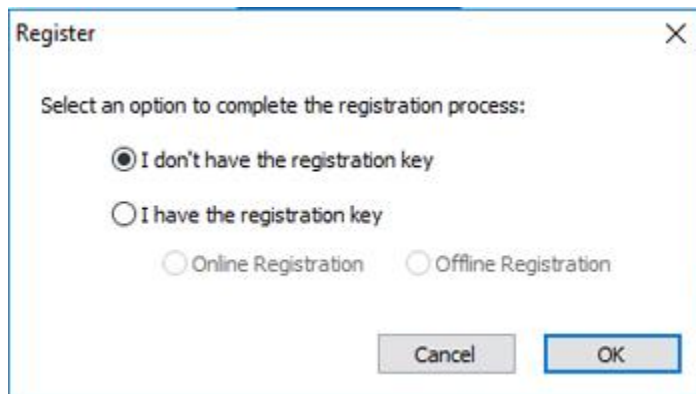 Register
Select an option to complete the registration process:
I don't have the registration key
I have the registration key
Online Registration Offline Registration
Cancel OK